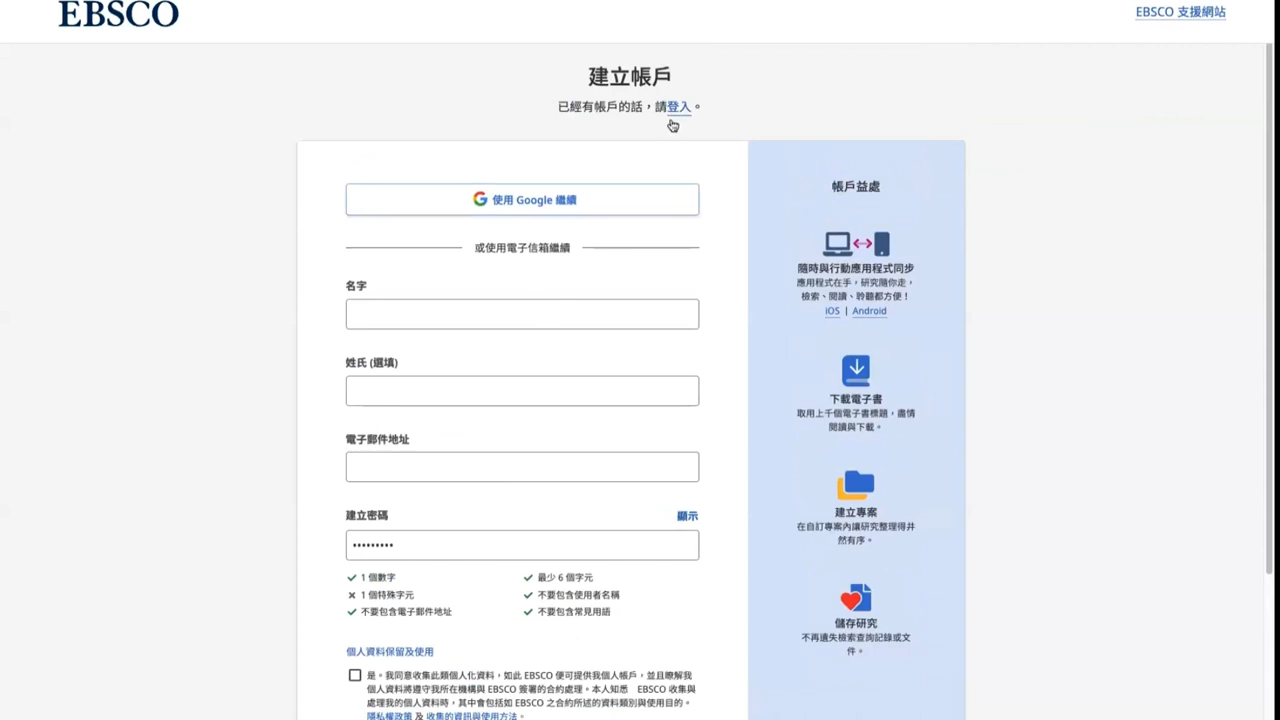 EBSCO
EBSCO 支援網站
建立帳戶
已經有帳戶的話，請登入。
使用 Google 繼續
或使用電子信箱繼續
名字
姓氏 (選填)
電子郵件地址
建立密碼
顯示
•••••••••
1 個數字
最少 6 個字元
1 個特殊字元
不要包含使用者名稱
不要包含電子郵件地址
不要包含常見用語
個人資料保留及使用
是。我同意收集此類個人化資料，如此 EBSCO 便可提供我個人帳戶，並且瞭解我
個人資料將遵守我所在機構與 EBSCO 簽署的合約處理。本人知悉 EBSCO 收集與
處理我的個人資料時，其中會包括如 EBSCO 之合約所述的資料類別與使用目的。
隱私權政策 及 收集的資訊與使用方法。
帳戶益處
隨時與行動應用程式同步
應用程式在手，研究隨你走，
檢索、閱讀、聆聽都方便！
iOS | Android
下載電子書
取用上千個電子書標題，盡情
閱讀與下載。
建立專案
在自訂專案內讓研究整理得井
然有序。
儲存研究
不再遺失檢索查詢記錄或文
件。